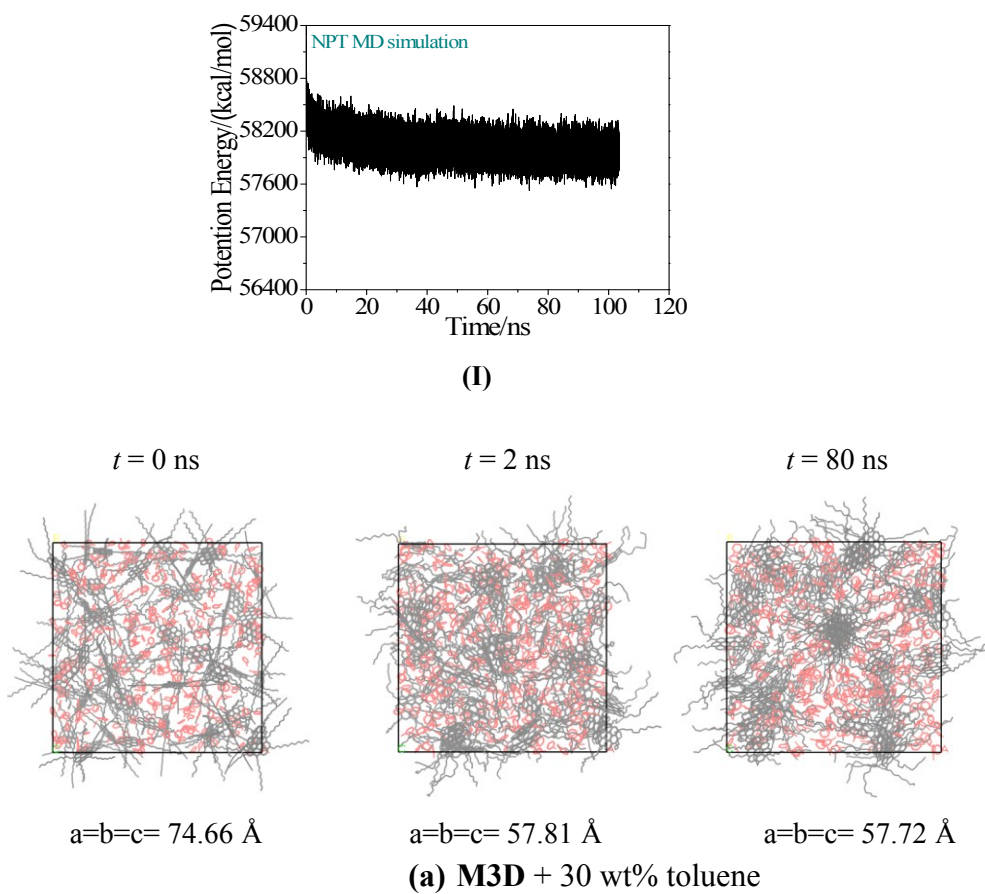 59400
NPT MD simulation
58800
58200
57600
57000
56400
Potention Energy/(kcal/mol)
0 20 40 60 80 100 120
Time/ns
(I)
t = 0 ns t = 2 ns t = 80 ns
a=b=c= 74.66 Å a=b=c= 57.81 Å a=b=c= 57.72 Å
(a) M3D + 30 wt% toluene